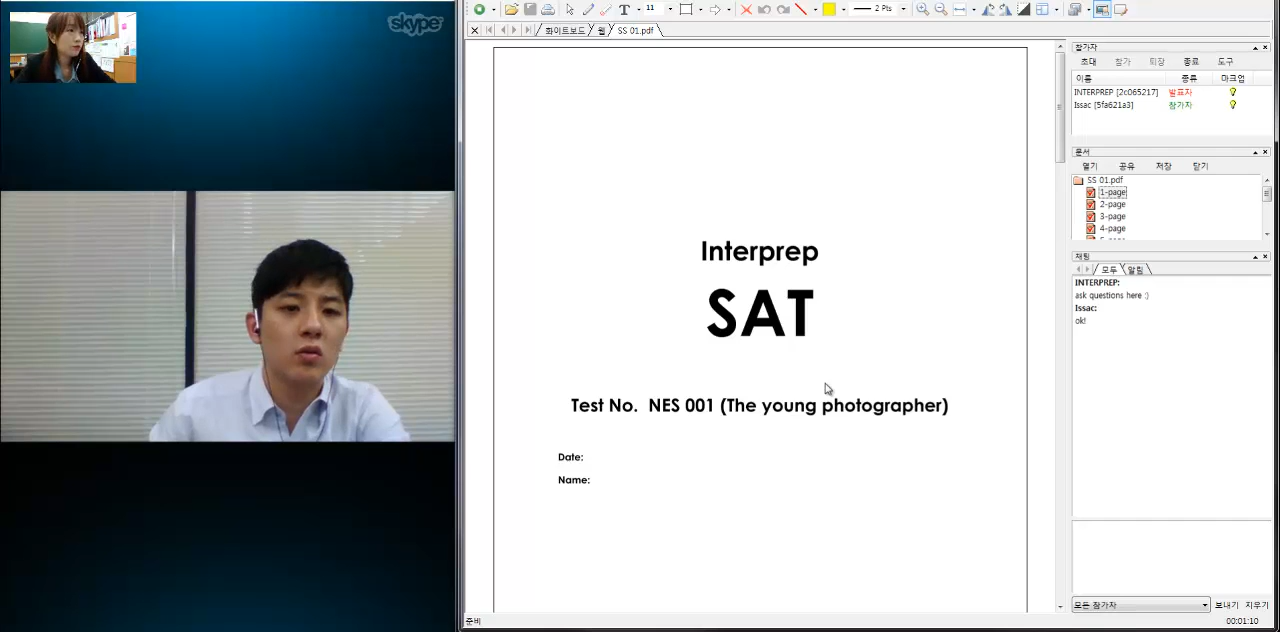 skype
11
2 Pts
화이트보드
웹
SS 01.pdf
Interprep
SAT
Test No. NES 001 (The young photographer)
Date:
Name:
준비
참가자
초대 참가 퇴장 종료 도구
이름 종류 마크업
INTERPREP [2c065217] 발표자
Issac [5fa621a3] 참가자
문서
열기 공유 저장 닫기
SS 01.pdf
1-page
2-page
3-page
4-page
채팅
모두 알림
INTERPREP:
ask questions here :)
Issac:
ok!
모든 참가자 보내기 지우기
00:01:10